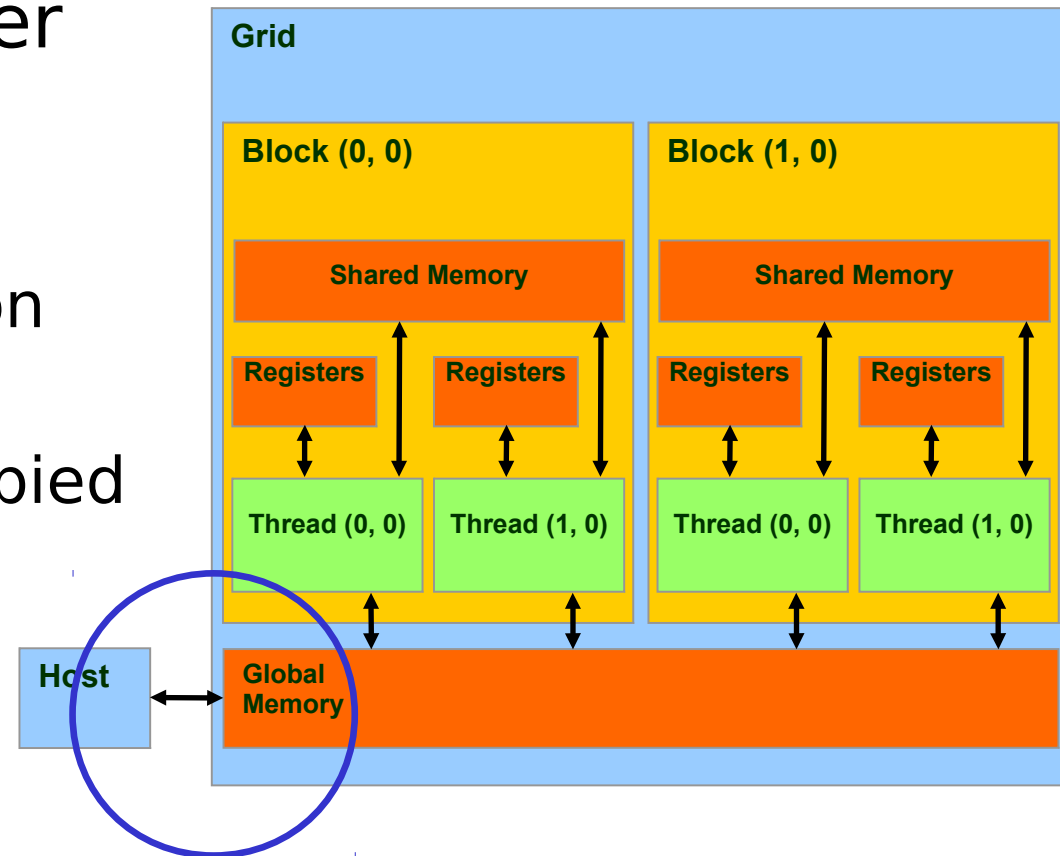 er
on
pied
Grid
Block (0, 0)
Block (1, 0)
Shared Memory
Shared Memory
Registers
Registers
Registers
Registers
Thread (0, 0)
Thread (1, 0)
Thread (0, 0)
Thread (1, 0)
Host
Global
Memory